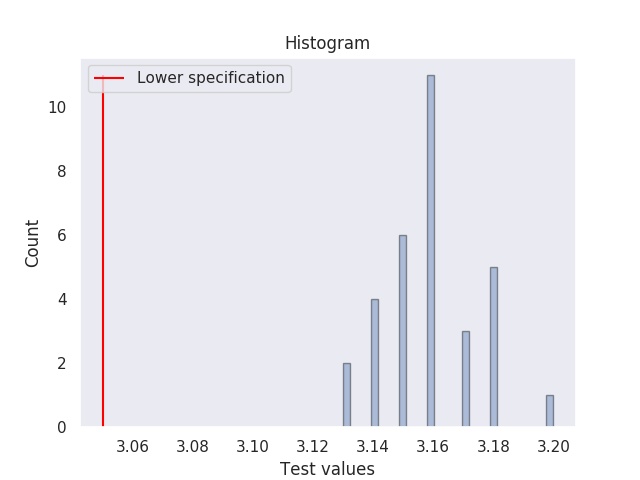 Histogram
Lower specification
10
8
6
4
2
0
Count
3.06 3.08 3.10 3.12 3.14 3.16 3.18 3.20
Test values